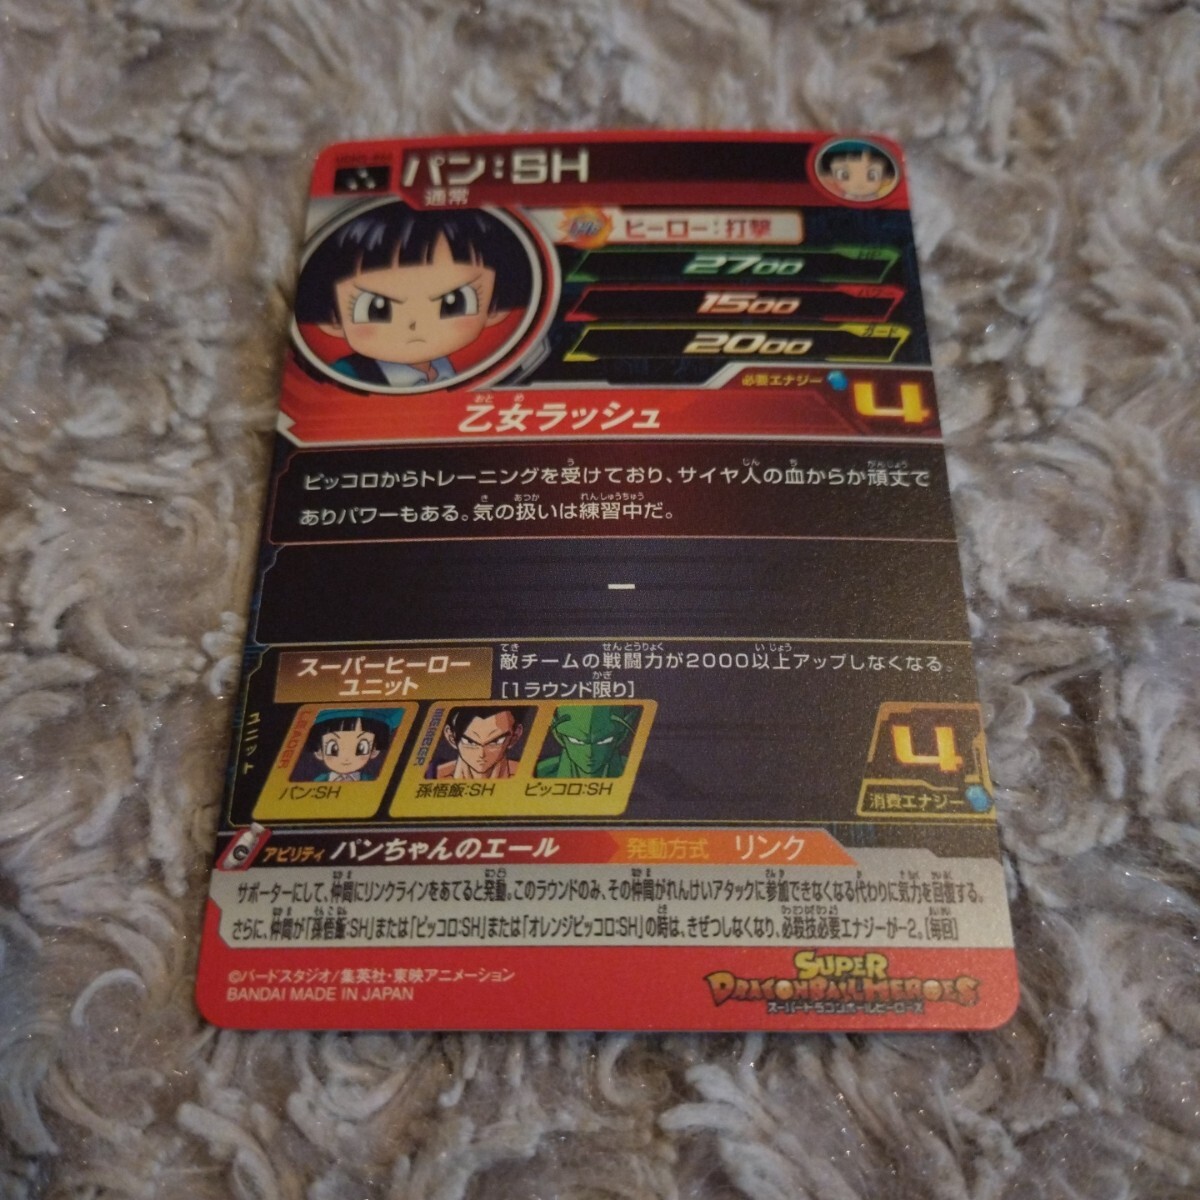 パン:SH
通常
ヒーロー:打撃
2700
パワー
1500
ガード
2000
必要エナジー
4
おとめ
乙女ラッシュ
ピッコロからトレーニングを受けており、サイヤ人の血からか頑丈で
ありパワーもある。気の扱いは練習中だ。
ー
スーパーヒーロー
ユニット
敵チームの戦闘力が2000以上アップしなくなる。
[1ラウンド限り]
ユニット
LEADER
パン:SH
MEMBER
孫悟飯:SH
ピッコロ:SH
4
消費エナジー
アビリティ パンちゃんのエール 発動方式 リンク
サポーターにして、仲間にリンクラインをあてると発動。このラウンドのみ、その仲間がれんけいアタックに参加できなくなる代わりに気力を回復する。
さらに、仲間が「孫悟飯:SH」または「ピッコロ:SH」または「オレンジピッコロ:SH」の時は、きぜつしなくなり、必殺技必要エナジーが-2。[毎回]
©バードスタジオ/集英社・東映アニメーション
BANDAI MADE IN JAPAN
SUPER
DRAGONBALL HEROES
スーパードラゴンボールヒーローズ